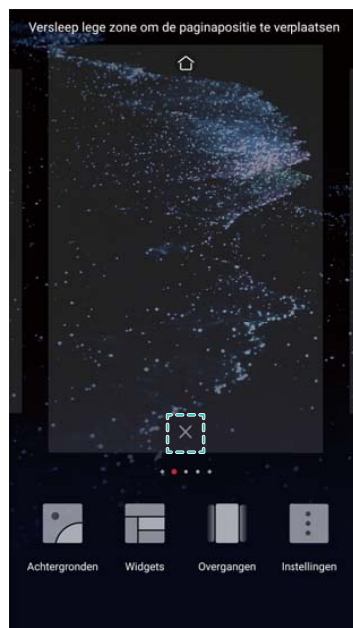 Versleep lege zone om de paginapositie te verplaatsen
Achtergronden Widgets Overgangen Instellingen